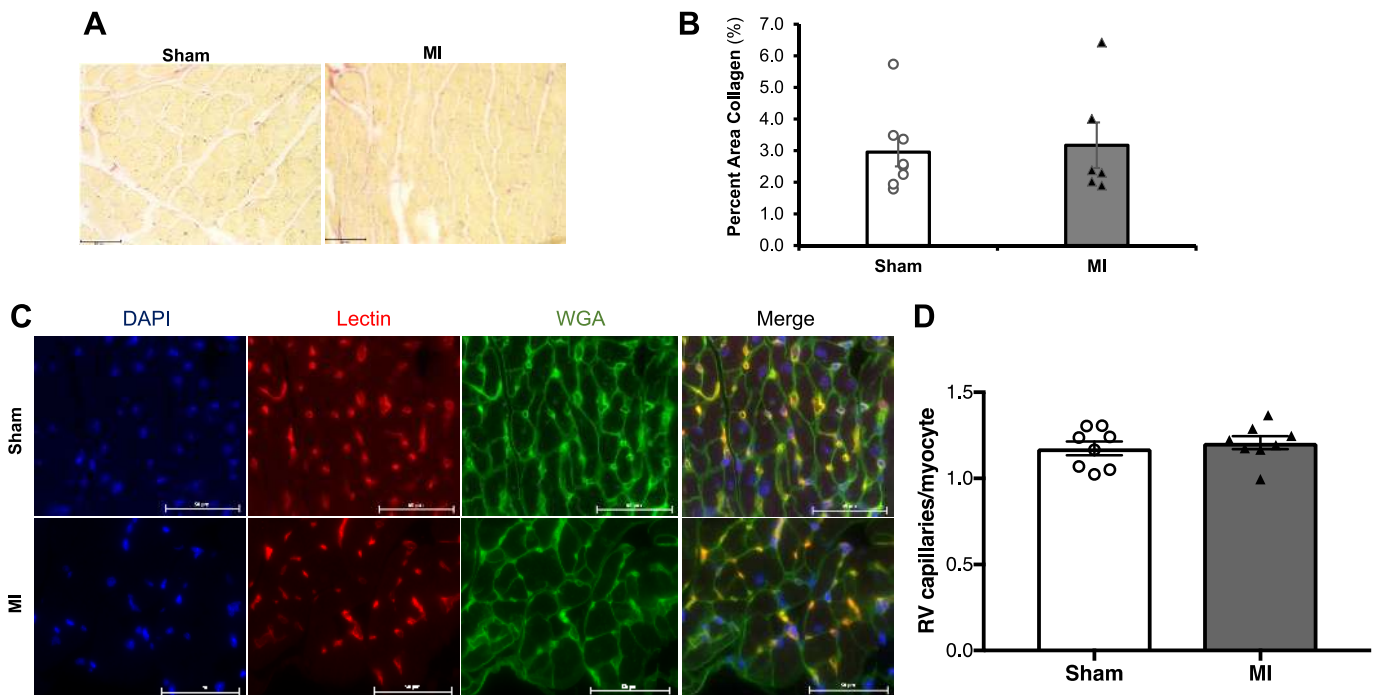 A
Sham
MI
B
Percent Area Collagen (%)
7.0
6.0
5.0
4.0
3.0
2.0
1.0
0.0
Sham
MI
C
DAPI
Lectin
WGA
Merge
Sham
MI
D
RV capillaries/myocyte
1.5
1.0
0.5
0.0
Sham
MI